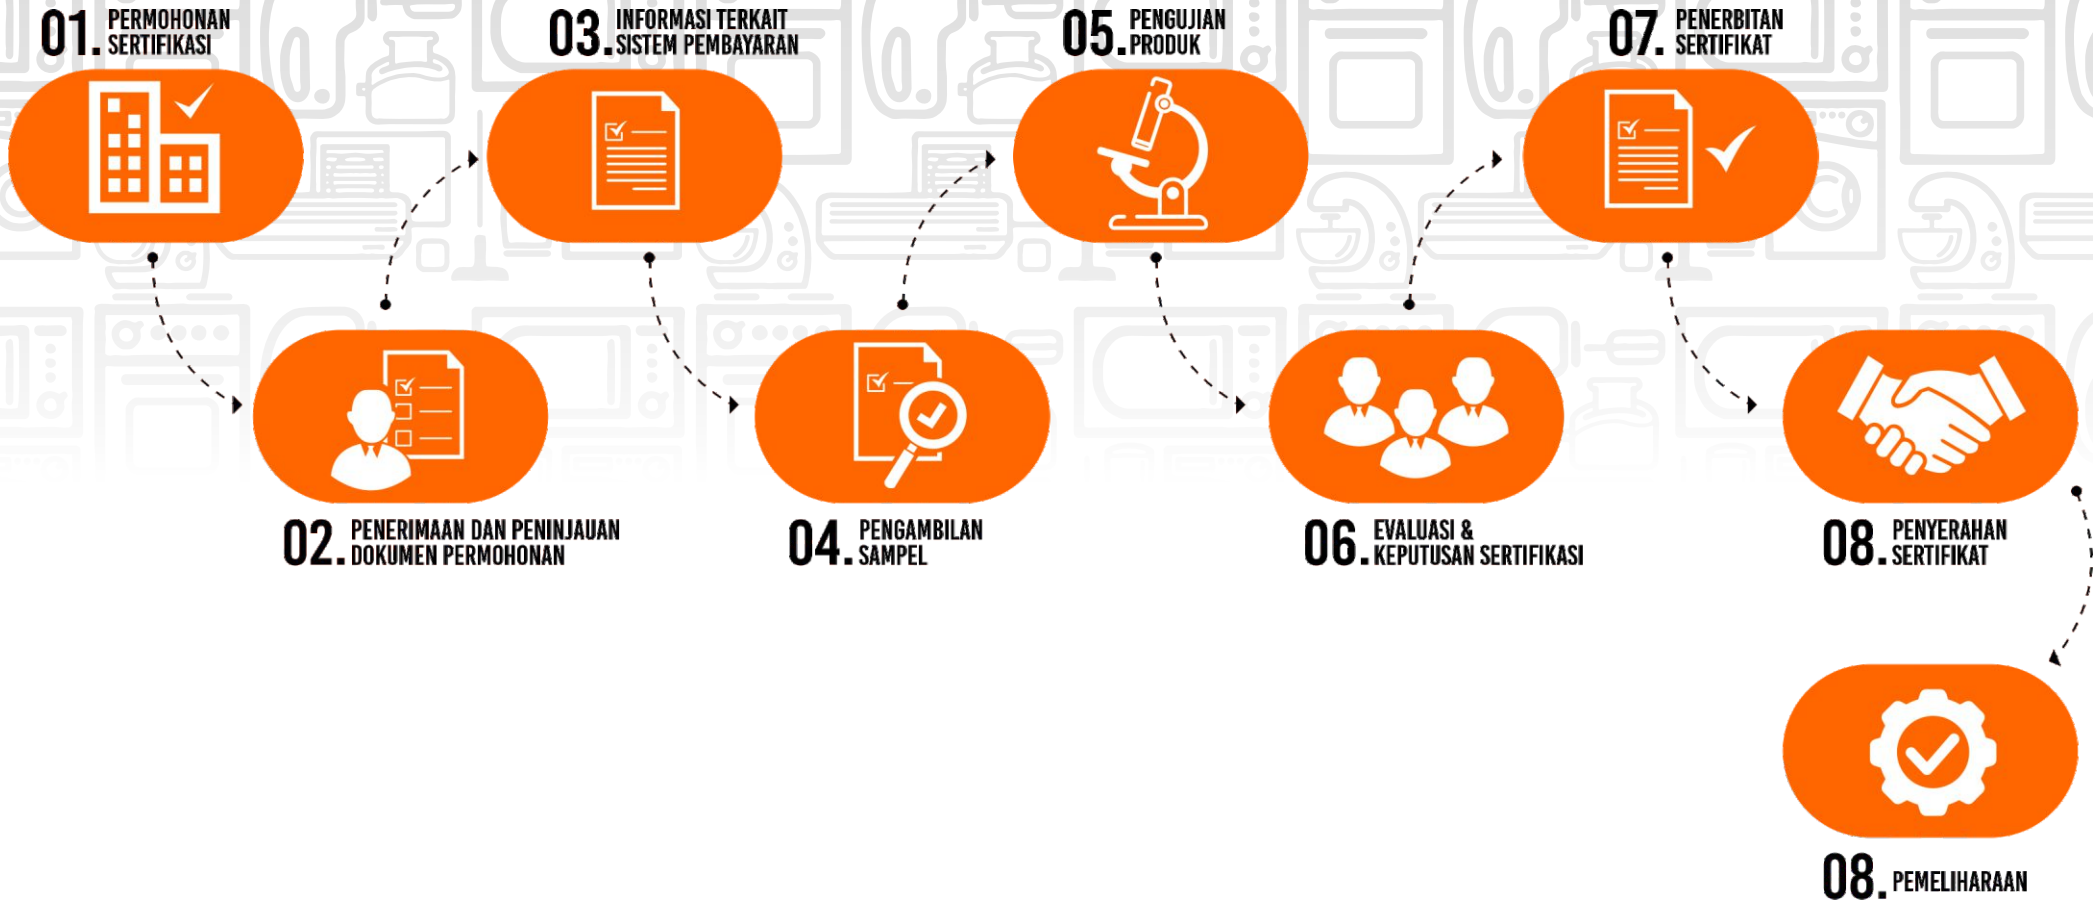 01. PERMOHONAN
SERTIFIKASI
02. PENERIMAAN DAN PENINJAUAN
DOKUMEN PERMOHONAN
03. INFORMASI TERKAIT
SISTEM PEMBAYARAN
04. PENGAMBILAN
SAMPEL
05. PENGUJIAN
PRODUK
06. EVALUASI &
KEPUTUSAN SERTIFIKASI
07. PENERBITAN
SERTIFIKAT
08. PENYERAHAN
SERTIFIKAT
08. PEMELIHARAAN